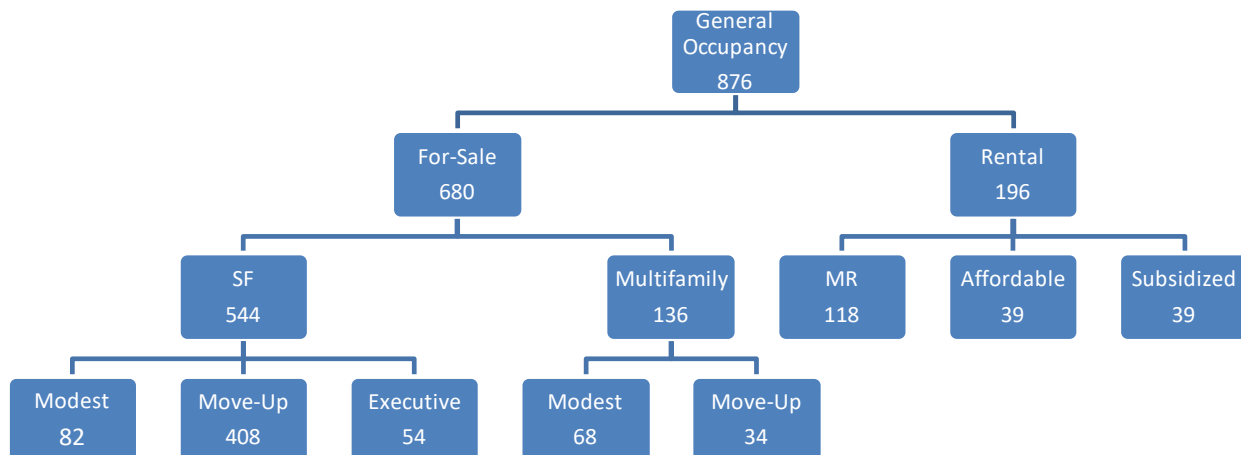 General
Occupancy
876
For-Sale
680
Rental
196
SF
544
Multifamily
136
MR
118
Affordable
39
Subsidized
39
Modest
82
Move-Up
408
Executive
54
Modest
68
Move-Up
34